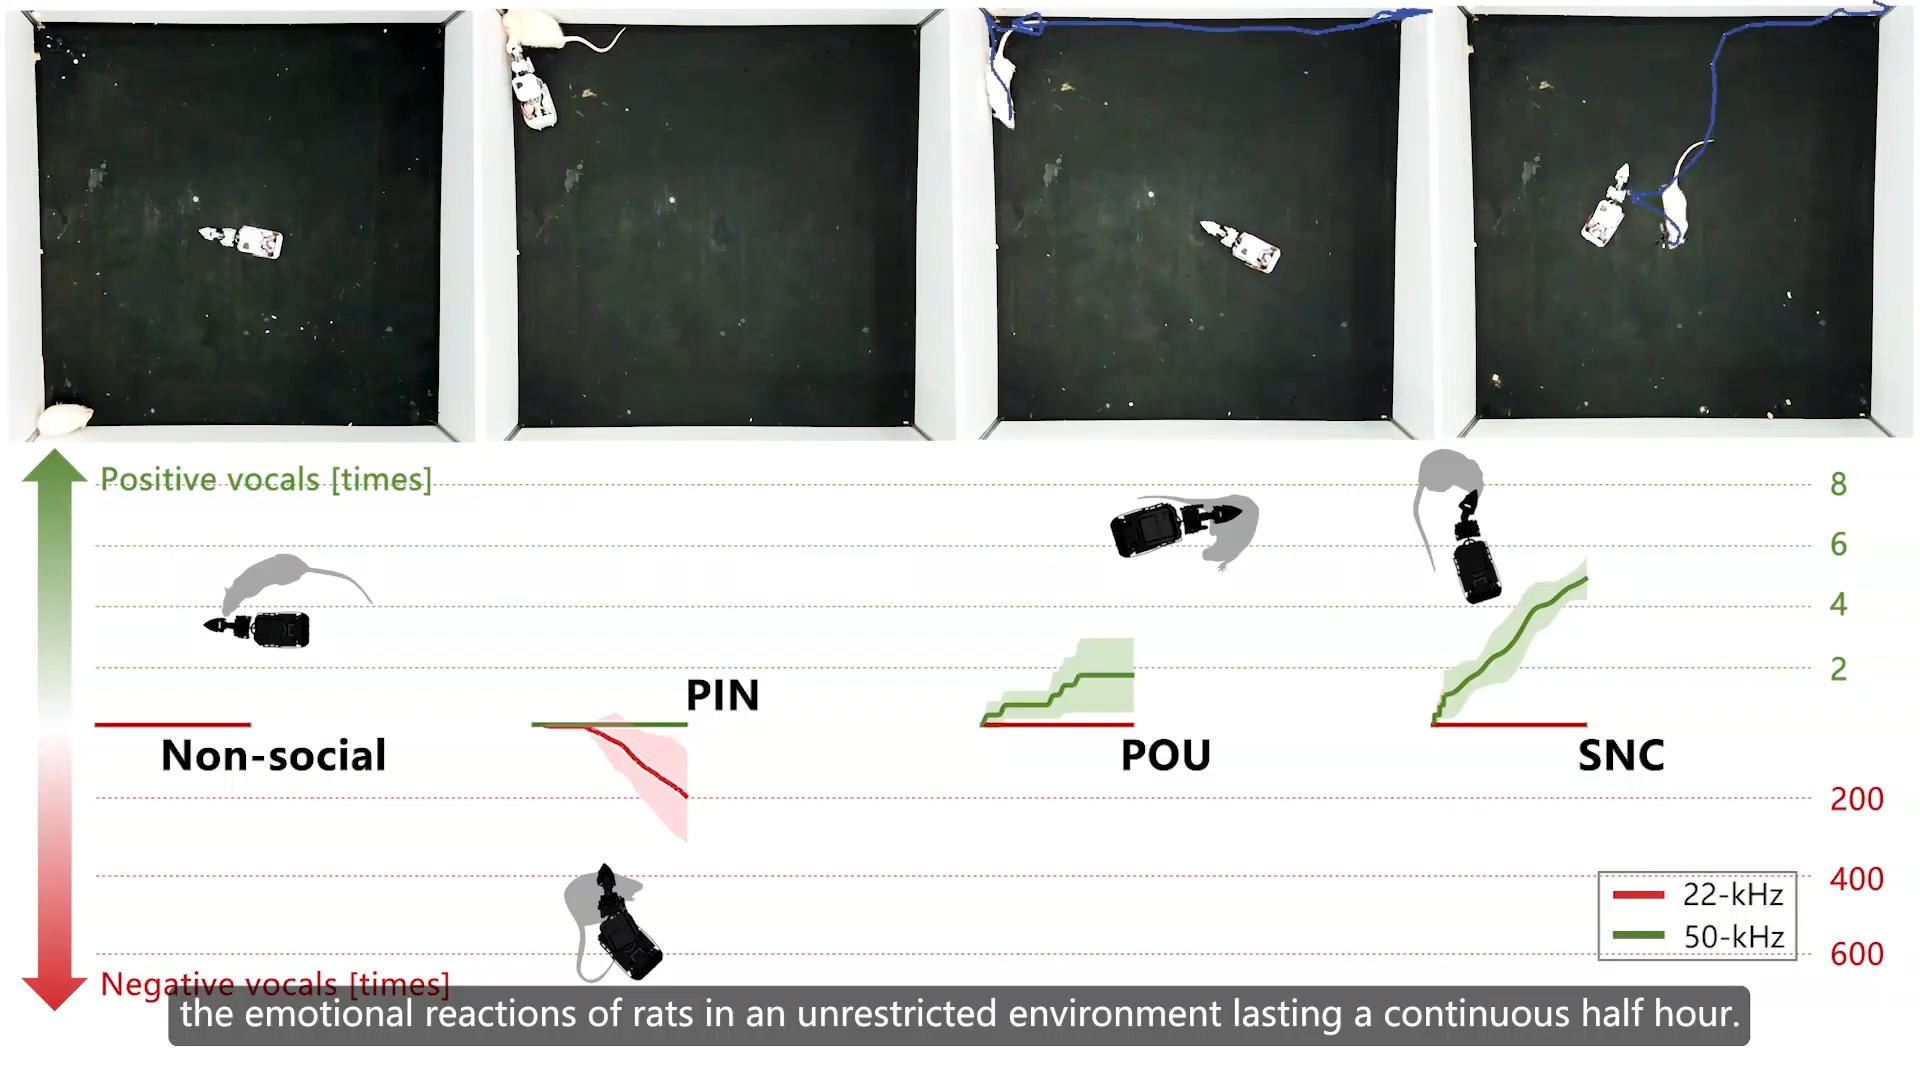 Positive vocals [times]
8
6
4
PIN
2
Non-social
POU
SNC
200
400
22-kHz
50-kHz
600
Negative vocals [times]
the emotional reactions of rats in an unrestricted environment lasting a continuous half hour.